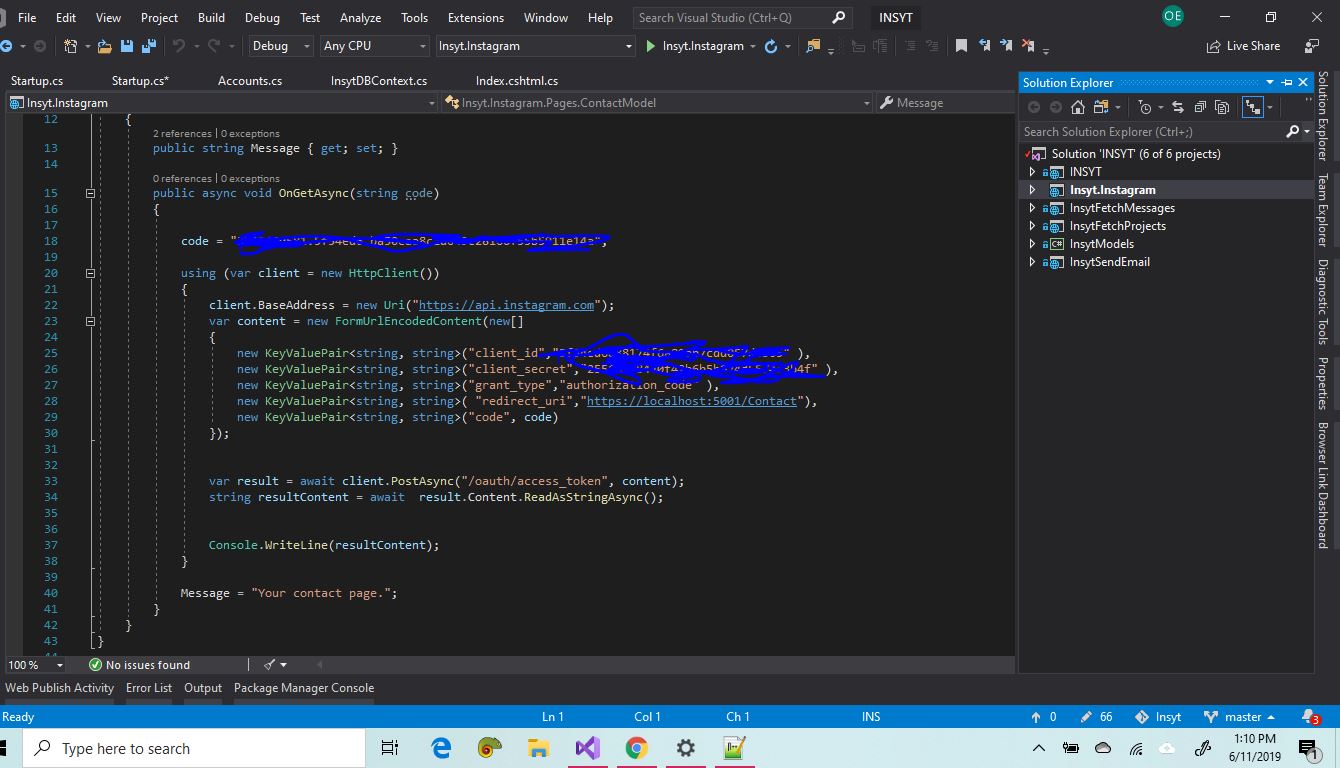 File Edit View Project Build Debug Test Analyze Tools Extensions Window Help Search Visual Studio (Ctrl+Q) INSYT OE
Debug Any CPU Insyt.Instagram Insyt.Instagram Live Share
Startup.cs Startup.cs* Accounts.cs InsytDBContext.cs Index.cshtml.cs
Insyt.Instagram Insyt.Instagram.Pages.ContactModel Message
12 {
2 references | 0 exceptions
13 public string Message { get; set; }
14
0 references | 0 exceptions
15 public async void OnGetAsync(string code)
16 {
17
18 code = "
19
20 using (var client = new HttpClient())
21 {
22 client.BaseAddress = new Uri("https://api.instagram.com");
23 var content = new FormUrlEncodedContent(new[]
24 {
25 new KeyValuePair<string, string>("client_id ),
26 new KeyValuePair<string, string>("client_secret", ),
27 new KeyValuePair<string, string>("grant_type","authorization_code" ),
28 new KeyValuePair<string, string>( "redirect_uri","https://localhost:5001/Contact"),
29 new KeyValuePair<string, string>("code", code)
30 });
31
32
33 var result = await client.PostAsync("/oauth/access_token", content);
34 string resultContent = await result.Content.ReadAsStringAsync();
35
36
37 Console.WriteLine(resultContent);
38 }
39
40 Message = "Your contact page.";
41 }
42 }
43 }
100 % No issues found
Solution Explorer
Search Solution Explorer (Ctrl+;)
Solution 'INSYT' (6 of 6 projects)
INSYT
Insyt.Instagram
InsytFetchMessages
InsytFetchProjects
C# InsytModels
InsytSendEmail
Solution Explorer
Team Explorer
Diagnostic Tools
Properties
Browser Link Dashboard
Web Publish Activity Error List Output Package Manager Console
Ready Ln 1 Col 1 Ch 1 INS 0 66 Insyt master 3
Type here to search
1:10 PM
6/11/2019
1